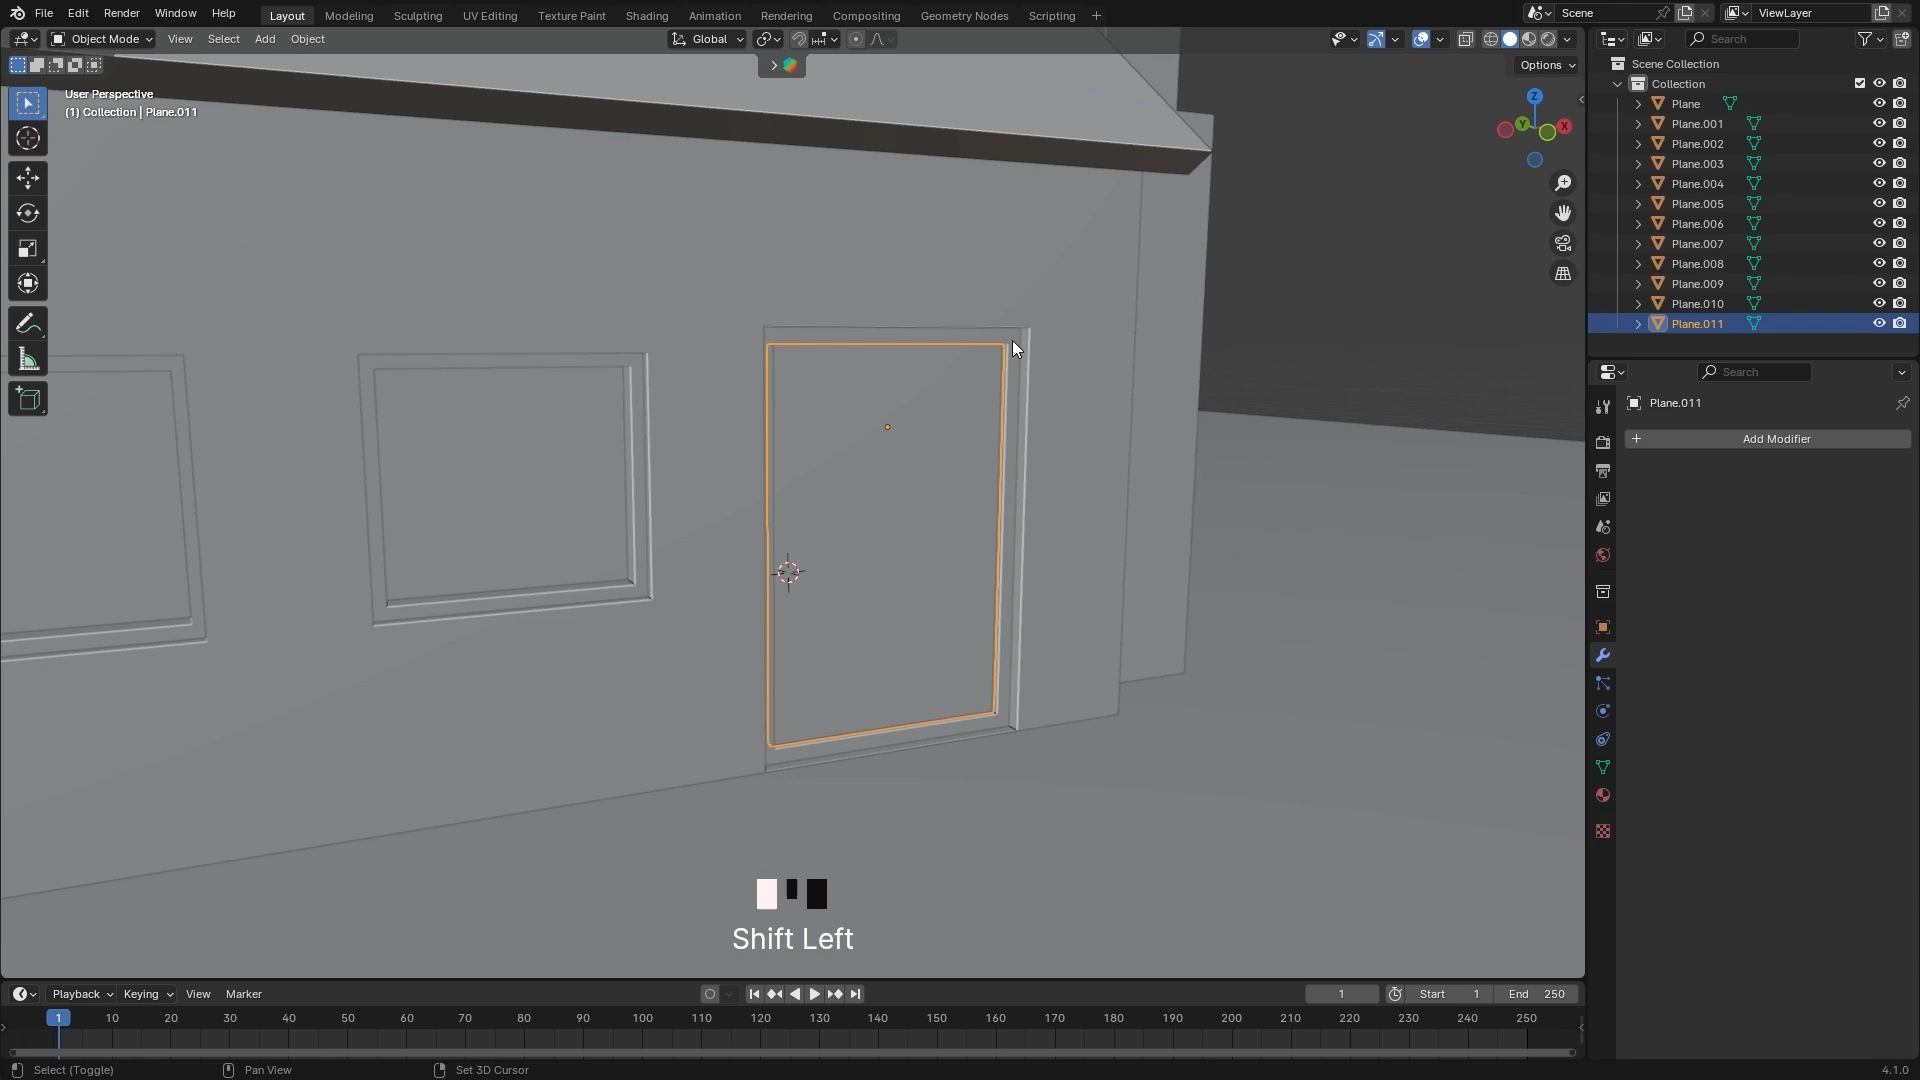 File Edit Render Window Help
Layout Modeling Sculpting UV Editing Texture Paint Shading Animation Rendering Compositing Geometry Nodes Scripting +
Scene
ViewLayer
Object Mode View Select Add Object
Global
Search
Options
User Perspective
(1) Collection | Plane.011
Z
Y
X
Scene Collection
Collection
Plane
Plane.001
Plane.002
Plane.003
Plane.004
Plane.005
Plane.006
Plane.007
Plane.008
Plane.009
Plane.010
Plane.011
Search
Plane.011
+ Add Modifier
Shift Left
Playback Keying View Marker
1 Start 1 End 250
1 10 20 30 40 50 60 70 80 90 100 110 120 130 140 150 160 170 180 190 200 210 220 230 240 250
Select (Toggle) Pan View Set 3D Cursor
4.1.0